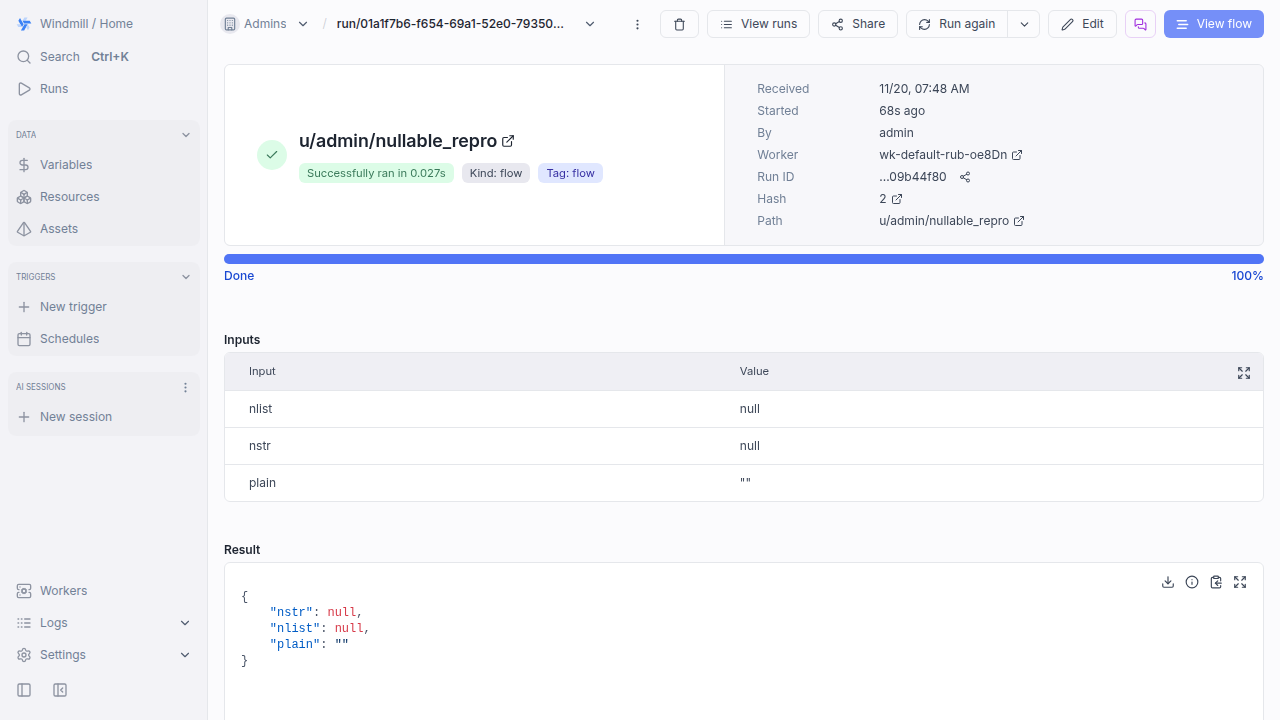 Windmill / Home
Search Ctrl+K
Runs
DATA
Variables
Resources
Assets
TRIGGERS
New trigger
Schedules
AI SESSIONS
New session
Workers
Logs
Settings
Admins / run/01a1f7b6-f654-69a1-52e0-79350...
View runs
Share
Run again
Edit
View flow
u/admin/nullable_repro
Successfully ran in 0.027s Kind: flow Tag: flow
Received 11/20, 07:48 AM
Started 68s ago
By admin
Worker wk-default-rub-oe8Dn
Run ID ...09b44f80
Hash 2
Path u/admin/nullable_repro
Done 100%
Inputs
Input Value
nlist null
nstr null
plain ""
Result
{
"nstr": null,
"nlist": null,
"plain": ""
}